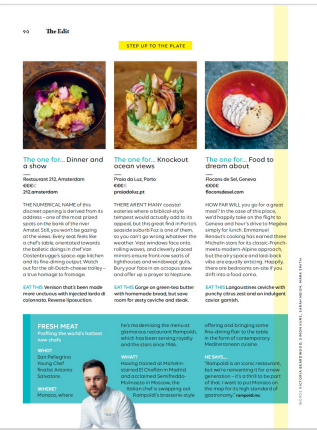 90 The Edit
STEP UP TO THE PLATE
The one for... Dinner and
a show
Restaurant 212, Amsterdam
€€€€
212.amsterdam
THE NUMERICAL NAME of this
discreet opening is derived from its
address – one of the most prized
spots on the bank of the river
Amstel. Still, you won't be gazing
at the views. Every seat feels like
a chef's table, orientated towards
the balletic doings in chef Van
Oostenbrugge's space-age kitchen
and its fine-dining output. Watch
out for the all-Dutch cheese trolley –
a true homage to fromage.
EAT THIS Venison that's been made
more unctuous with injected lardo di
colonnata. Reverse liposuction.
The one for... Knockout
ocean views
Praia da Luz, Porto
€€€€
praiadaluz.pt
THERE AREN'T MANY coastal
eateries where a biblical-style
tempest would actually add to its
appeal, but this great find in Porto's
seaside suburb Foz is one of them,
so you can't go wrong whatever the
weather. Vast windows face onto
rolling waves, and cleverly placed
mirrors ensure front-row seats of
lighthouses and windswept gulls.
Bury your face in an octopus stew
and offer up a prayer to Neptune.
EAT THIS Gorge on green-tea butter
with homemade bread, but save
room for zesty ceviche and steak.
The one for... Food to
dream about
Flocons de Sel, Geneva
€€€€
floconsdesel.com
HOW FAR WILL you go for a great
meal? In the case of this place,
we'd happily take on the flight to
Geneva and hour's drive to Megève
simply for lunch. Emmanuel
Renaut's cooking has earned three
Michelin stars for its classic-French-
meets-modern-Alpine approach,
but the airy space and laid-back
vibe are equally enticing. Happily,
there are bedrooms on-site if you
drift into a food coma.
EAT THIS Langoustines ceviche with
punchy citrus zest and an indulgent
caviar garnish.
FRESH MEAT
Profiling the world's hottest
new chefs
WHO?
San Pellegrino
Young Chef
finalist Antonio
Salvatore.
WHERE?
Monaco, where
he's modernising the menu at
glamorous restaurant Rampoldi,
which has been serving royalty
and the stars since 1946.
WHAT?
Having trained at Michelin-
starred El Chaflán in Madrid
and acclaimed Semifreddo-
Mulinazzo in Moscow, the
Italian chef is swapping out
Rampoldi's brasserie-style
offering and bringing some
fine-dining flair to the table
in the form of contemporary
Mediterranean cuisine.
HE SAYS...
"Rampoldi is an iconic restaurant,
but we're reinventing it for a new
generation – it's a thrill to be part
of that. I want to put Monaco on
the map for its high standard of
gastronomy." rampoldi.mc